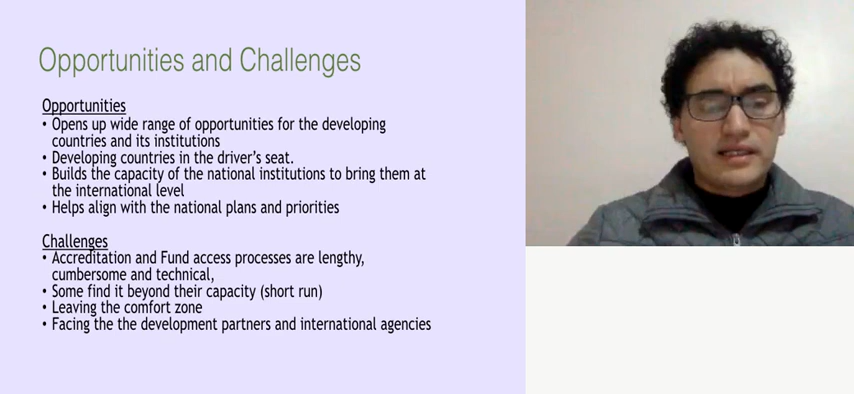 Opportunities and Challenges
Opportunities
• Opens up wide range of opportunities for the developing
countries and its institutions
• Developing countries in the driver's seat.
• Builds the capacity of the national institutions to bring them at
the international level
• Helps align with the national plans and priorities
Challenges
• Accreditation and Fund access processes are lengthy,
cumbersome and technical,
• Some find it beyond their capacity (short run)
• Leaving the comfort zone
• Facing the the development partners and international agencies